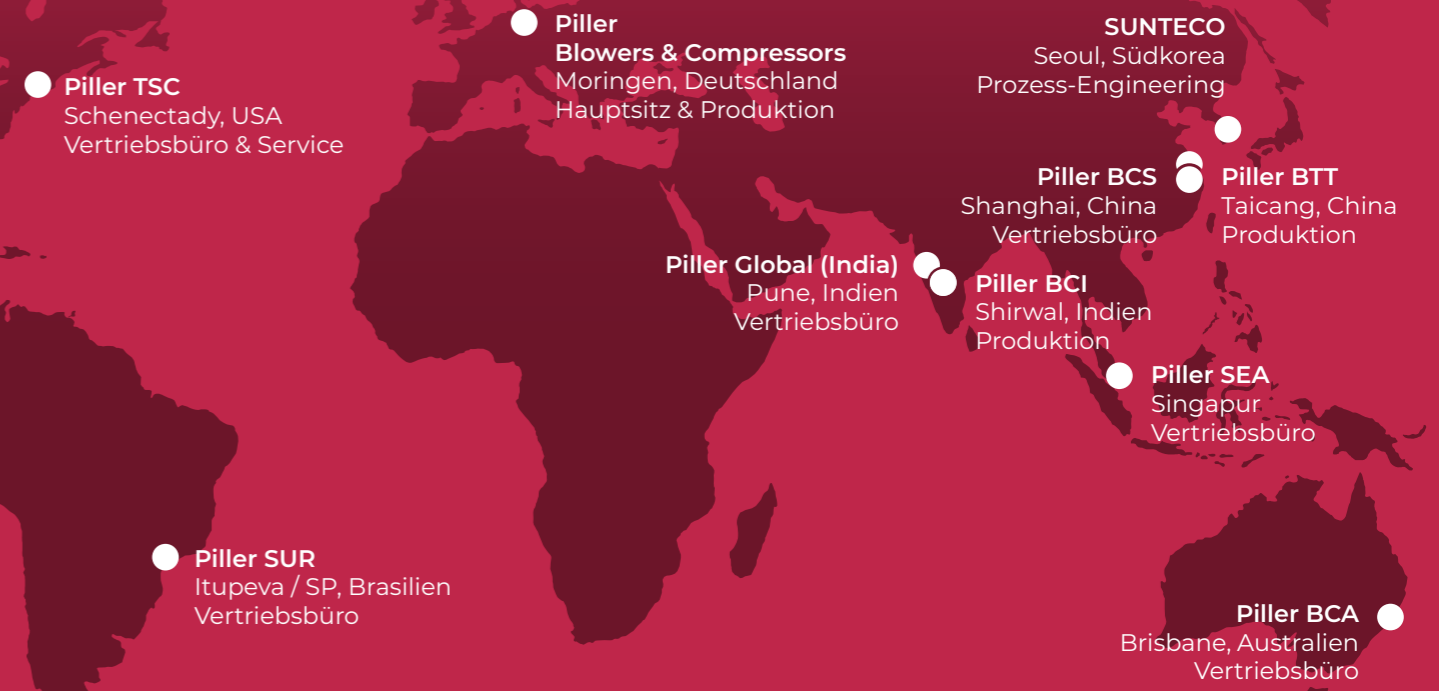 Piller
Blowers & Compressors
Moringen, Deutschland
Hauptsitz & Produktion
SUNTECO
Seoul, Südkorea
Prozess-Engineering
Piller TSC
Schenectady, USA
Vertriebsbüro & Service
Piller BCS
Shanghai, China
Vertriebsbüro
Piller BTT
Taicang, China
Produktion
Piller Global (India)
Pune, Indien
Vertriebsbüro
Piller BCI
Shirwal, Indien
Produktion
Piller SEA
Singapur
Vertriebsbüro
Piller SUR
Itupeva / SP, Brasilien
Vertriebsbüro
Piller BCA
Brisbane, Australien
Vertriebsbüro